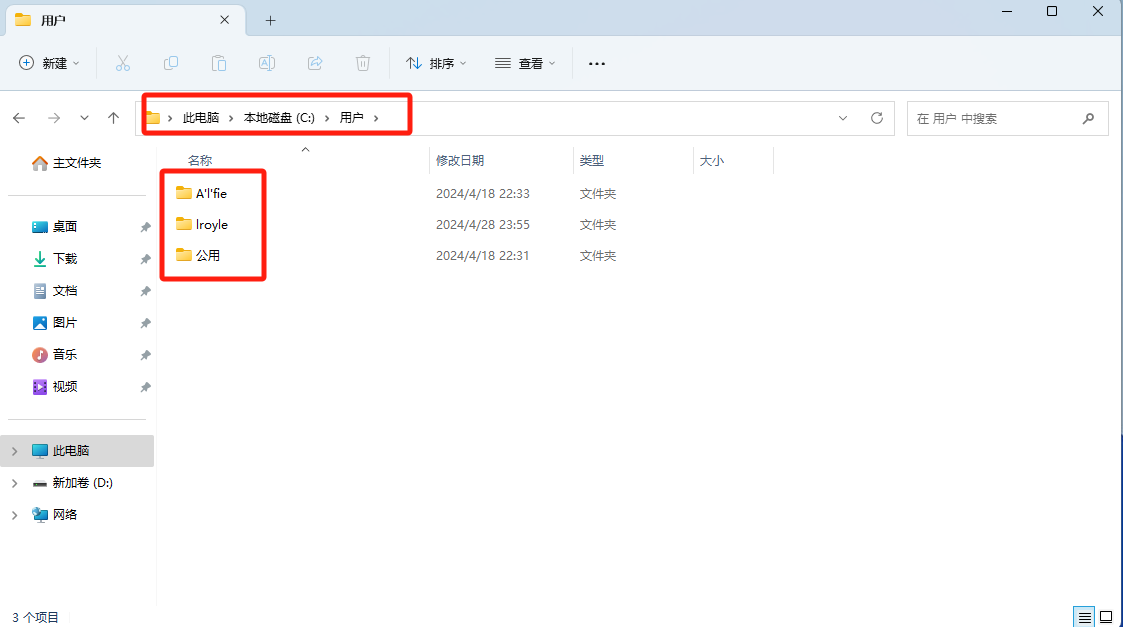 用户
新建
排序
查看
此电脑 本地磁盘 (C:) 用户
在 用户 中搜索
主文件夹
桌面
下载
文档
图片
音乐
视频
此电脑
新加卷 (D:)
网络
名称 修改日期 类型 大小
A'l'fie 2024/4/18 22:33 文件夹
lroyle 2024/4/28 23:55 文件夹
公用 2024/4/18 22:31 文件夹
3 个项目